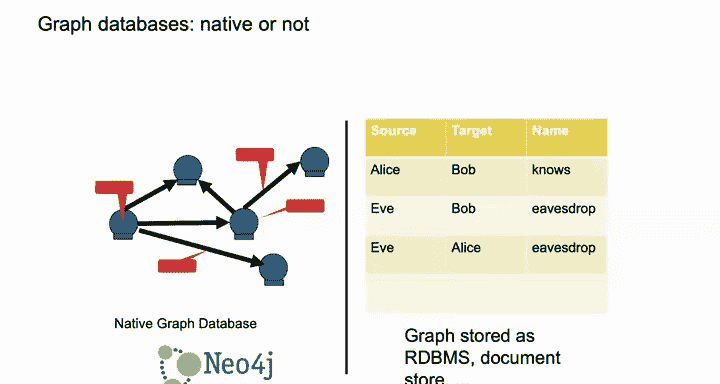 Graph databases: native or not
Source Target Name
Alice Bob knows
Eve Bob eavesdrop
Eve Alice eavesdrop
Native Graph Database
Neo4j
Graph stored as
RDBMS, document
store, ...